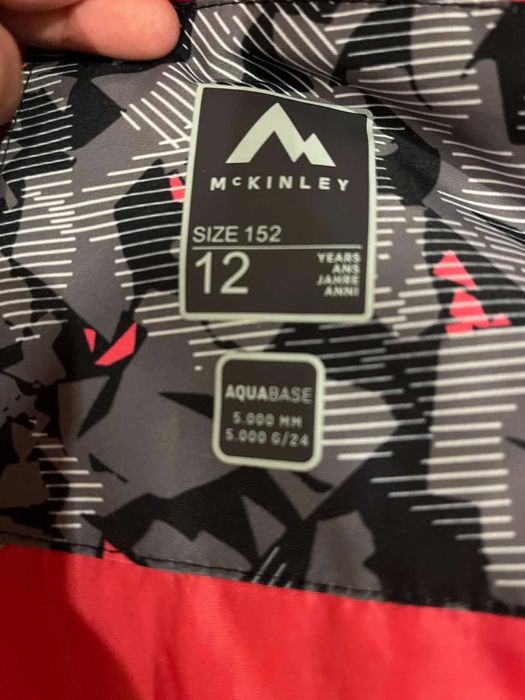 McKINLEY
SIZE 152
12
YEARS
ANS
JAHRE
ANNI
AQUABASE
5.000 MM
5.000 G/24